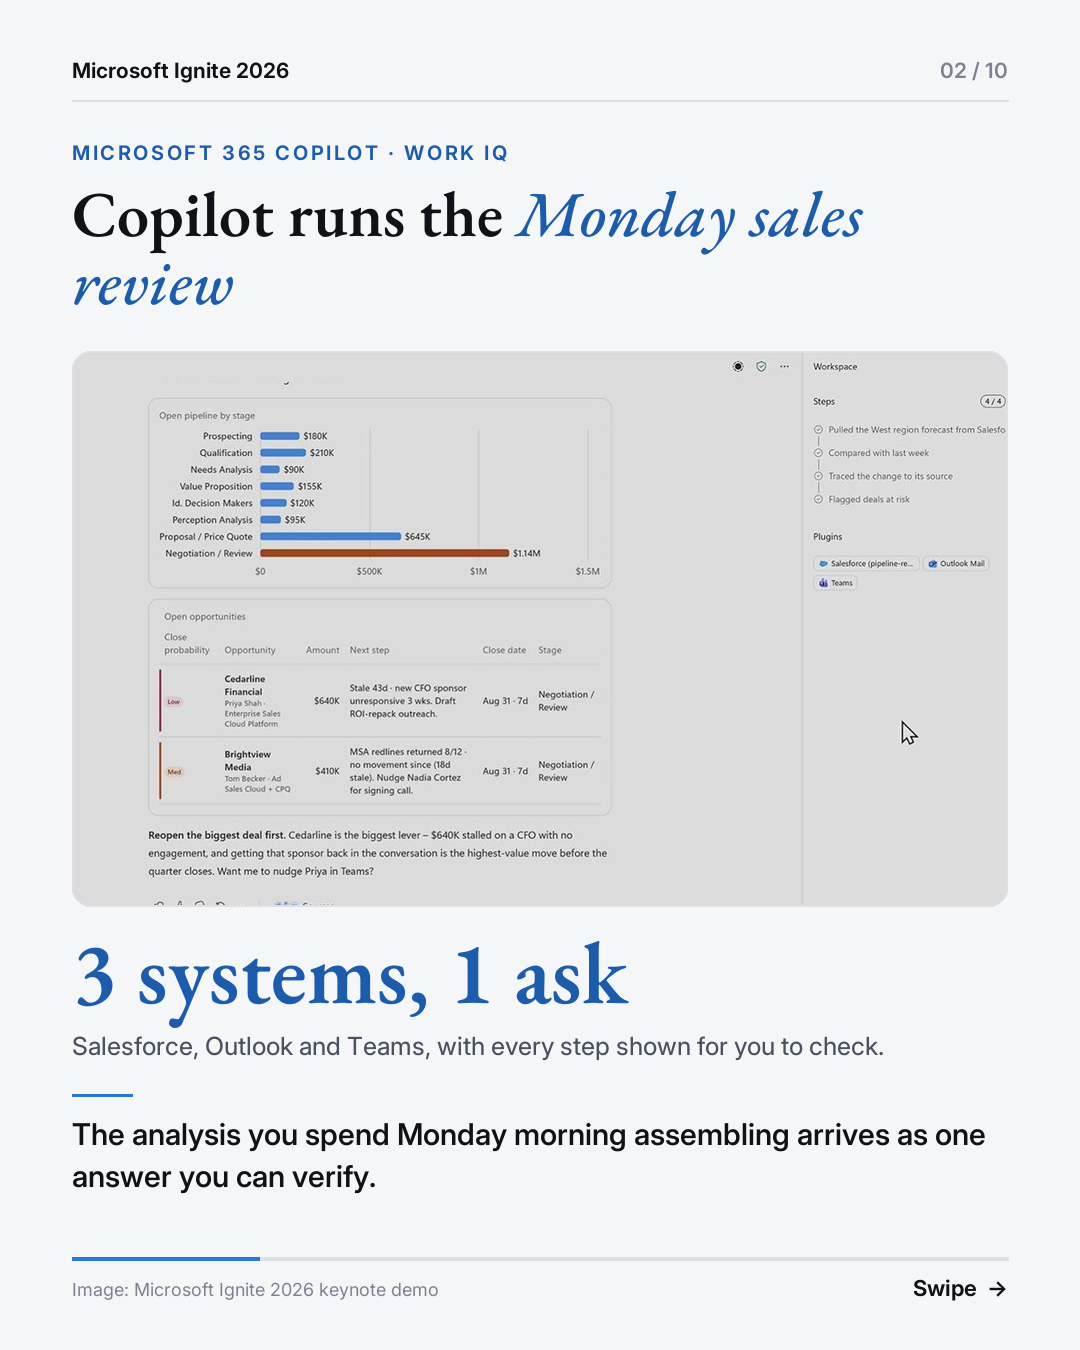 Microsoft Ignite 2026
02 / 10
MICROSOFT 365 COPILOT · WORK IQ
Copilot runs the Monday sales
review
Workspace
Steps
4 / 4
Pulled the West region forecast from Salesfo
Compared with last week
Traced the change to its source
Flagged deals at risk
Plugins
Salesforce (pipeline-re...
Outlook Mail
Teams
Open pipeline by stage
Prospecting $180K
Qualification $210K
Needs Analysis $90K
Value Proposition $155K
Id. Decision Makers $120K
Perception Analysis $95K
Proposal / Price Quote $645K
Negotiation / Review $1.14M
$0 $500K $1M $1.5M
Open opportunities
Close
probability Opportunity Amount Next step Close date Stage
Low
Cedarline
Financial
Priya Shah ·
Enterprise Sales
Cloud Platform
$640K
Stale 43d · new CFO sponsor
unresponsive 3 wks. Draft
ROI-repack outreach.
Aug 31 · 7d
Negotiation /
Review
Med
Brightview
Media
Tom Becker · Ad
Sales Cloud + CPQ
$410K
MSA redlines returned 8/12 ·
no movement since (18d
stale). Nudge Nadia Cortez
for signing call.
Aug 31 · 7d
Negotiation /
Review
Reopen the biggest deal first. Cedarline is the biggest lever – $640K stalled on a CFO with no
engagement, and getting that sponsor back in the conversation is the highest-value move before the
quarter closes. Want me to nudge Priya in Teams?
3 systems, 1 ask
Salesforce, Outlook and Teams, with every step shown for you to check.
The analysis you spend Monday morning assembling arrives as one
answer you can verify.
Image: Microsoft Ignite 2026 keynote demo
Swipe →